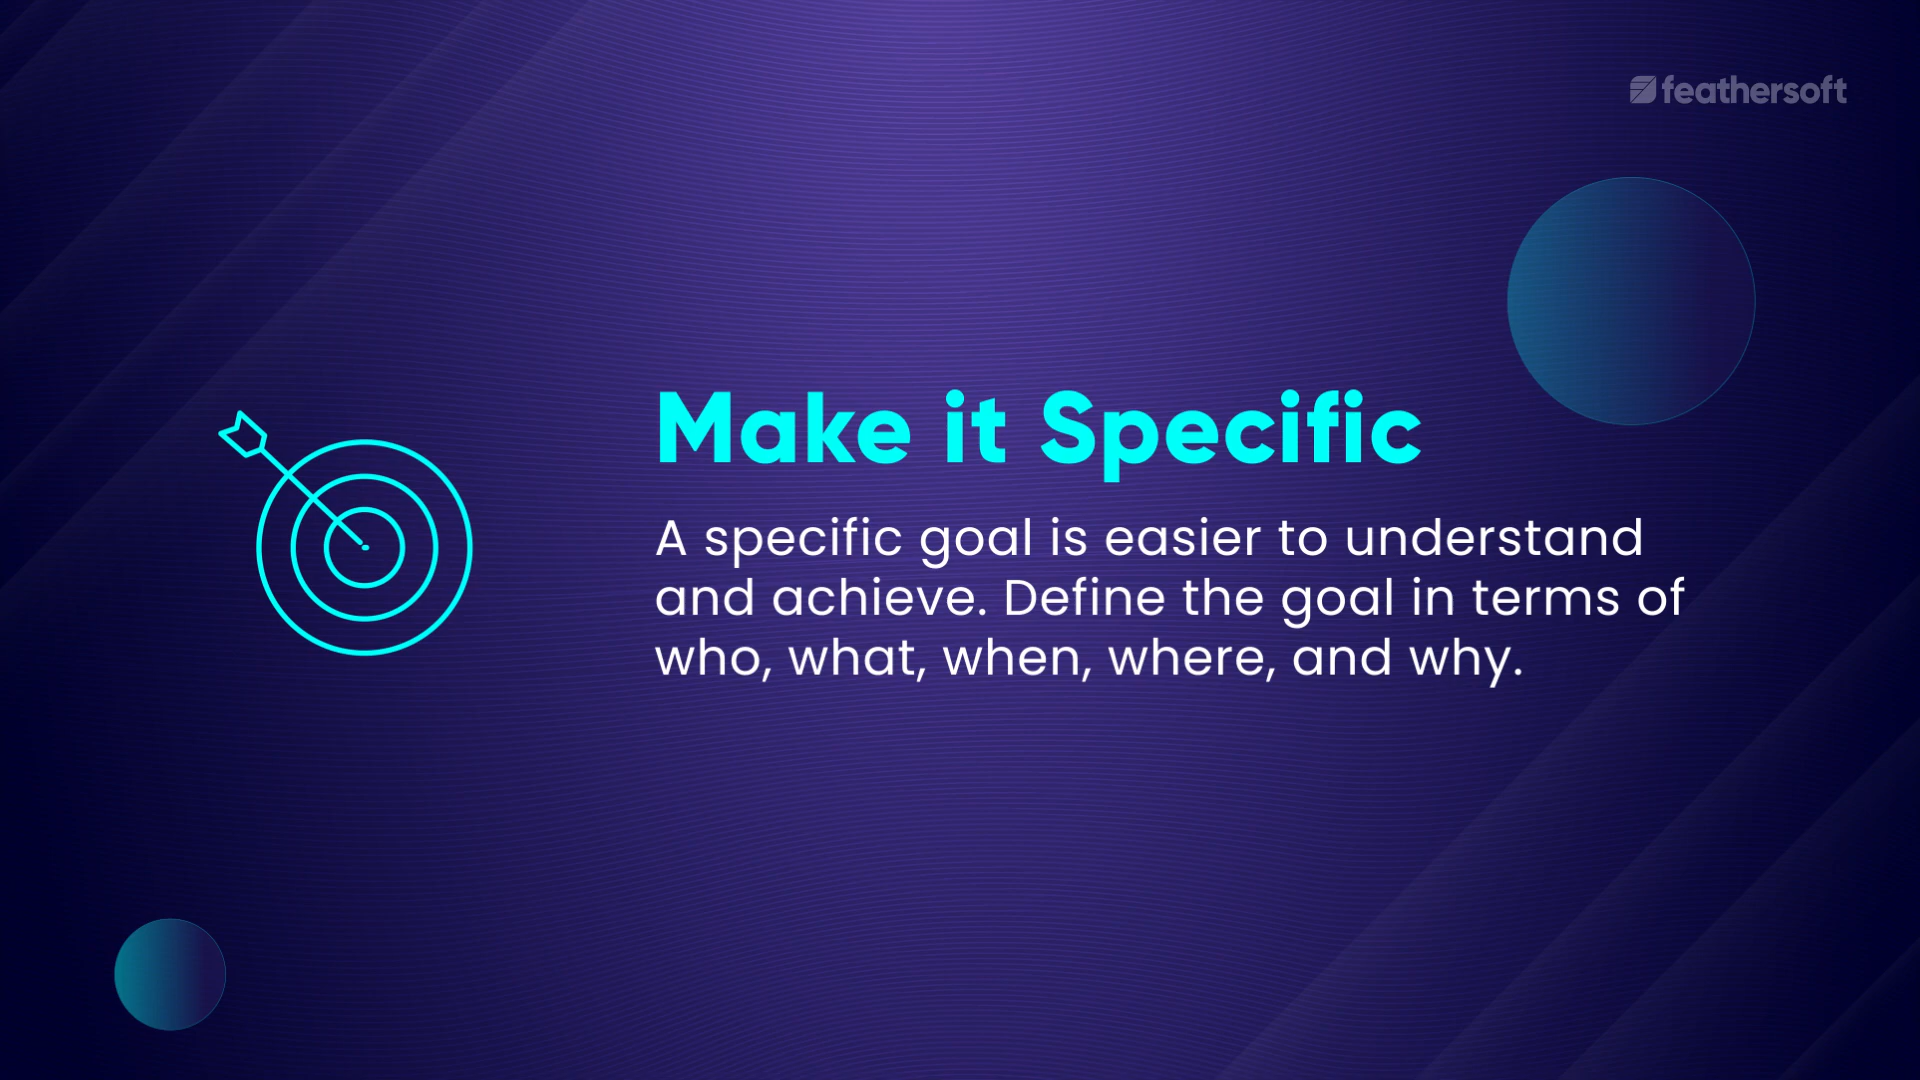 feathersoft
Make it Specific
A specific goal is easier to understand
and achieve. Define the goal in terms of
who, what, when, where, and why.